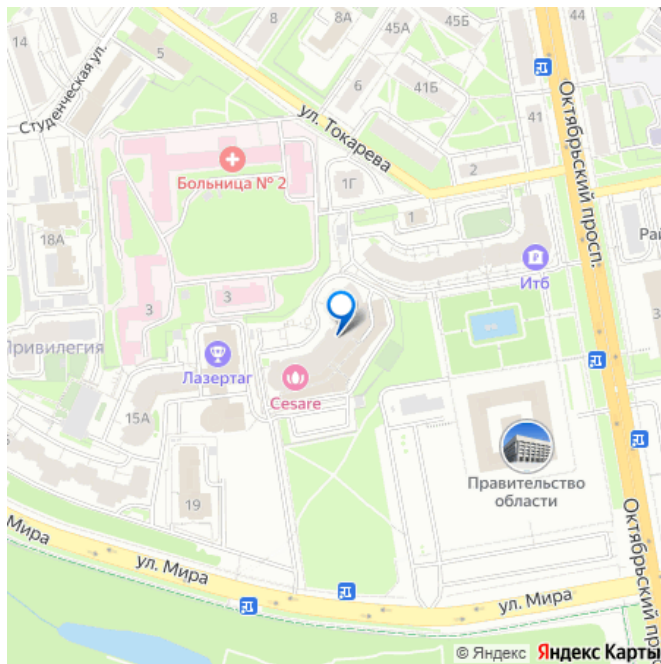 14
Студенческая ул.
5
8
8А
45А
45Б
44
41Б
6
41
ул. Токарева
Октябрьский просп.
Больница № 2
1Г
2
1
18А
3
3
Рай
Итб
Привилегия
Лазертаг
Cesare
15А
3
19
Правительство
области
Октябрьский пр
Мира
ул. Мира
ул. Мира
© Яндекс Яндекс Карты